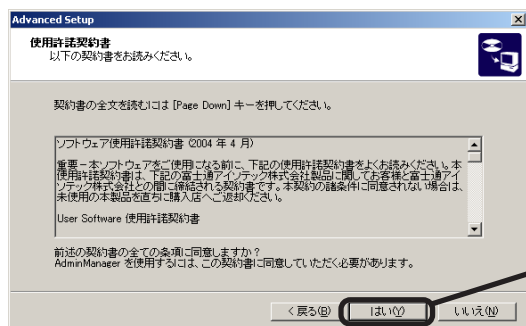 Advanced Setup
使用許諾契約書
以下の契約書をお読みください。
契約書の全文を読むには [Page Down] キーを押してください。
ソフトウェア使用許諾契約書 (2004 年 4 月)
重要－本ソフトウェアをご使用になる前に、下記の使用許諾契約書をよくお読みください。本
使用許諾契約書は、下記の富士通アイソテック株式会社製品に関してお客様と富士通アイ
ソテック株式会社との間に締結される契約書です。本契約の諸条件に同意されない場合は、
未使用の本製品を直ちに購入店へご返却ください。
User Software 使用許諾契約書
前述の契約書の全ての条項に同意しますか？
AdminManager を使用するには、この契約書に同意していただく必要があります。
< 戻る(B)
はい(Y)
いいえ(N)